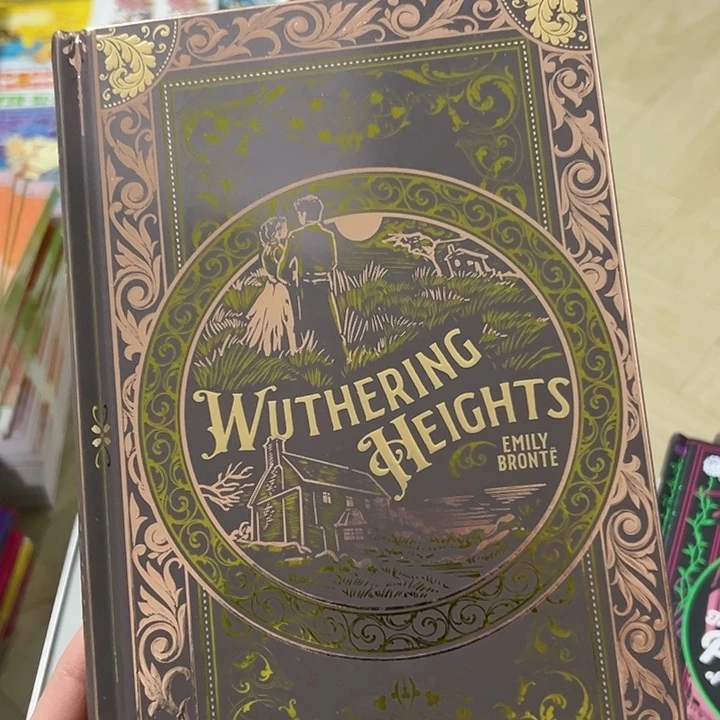 WUTHERING
HEIGHTS
EMILY
BRONTË